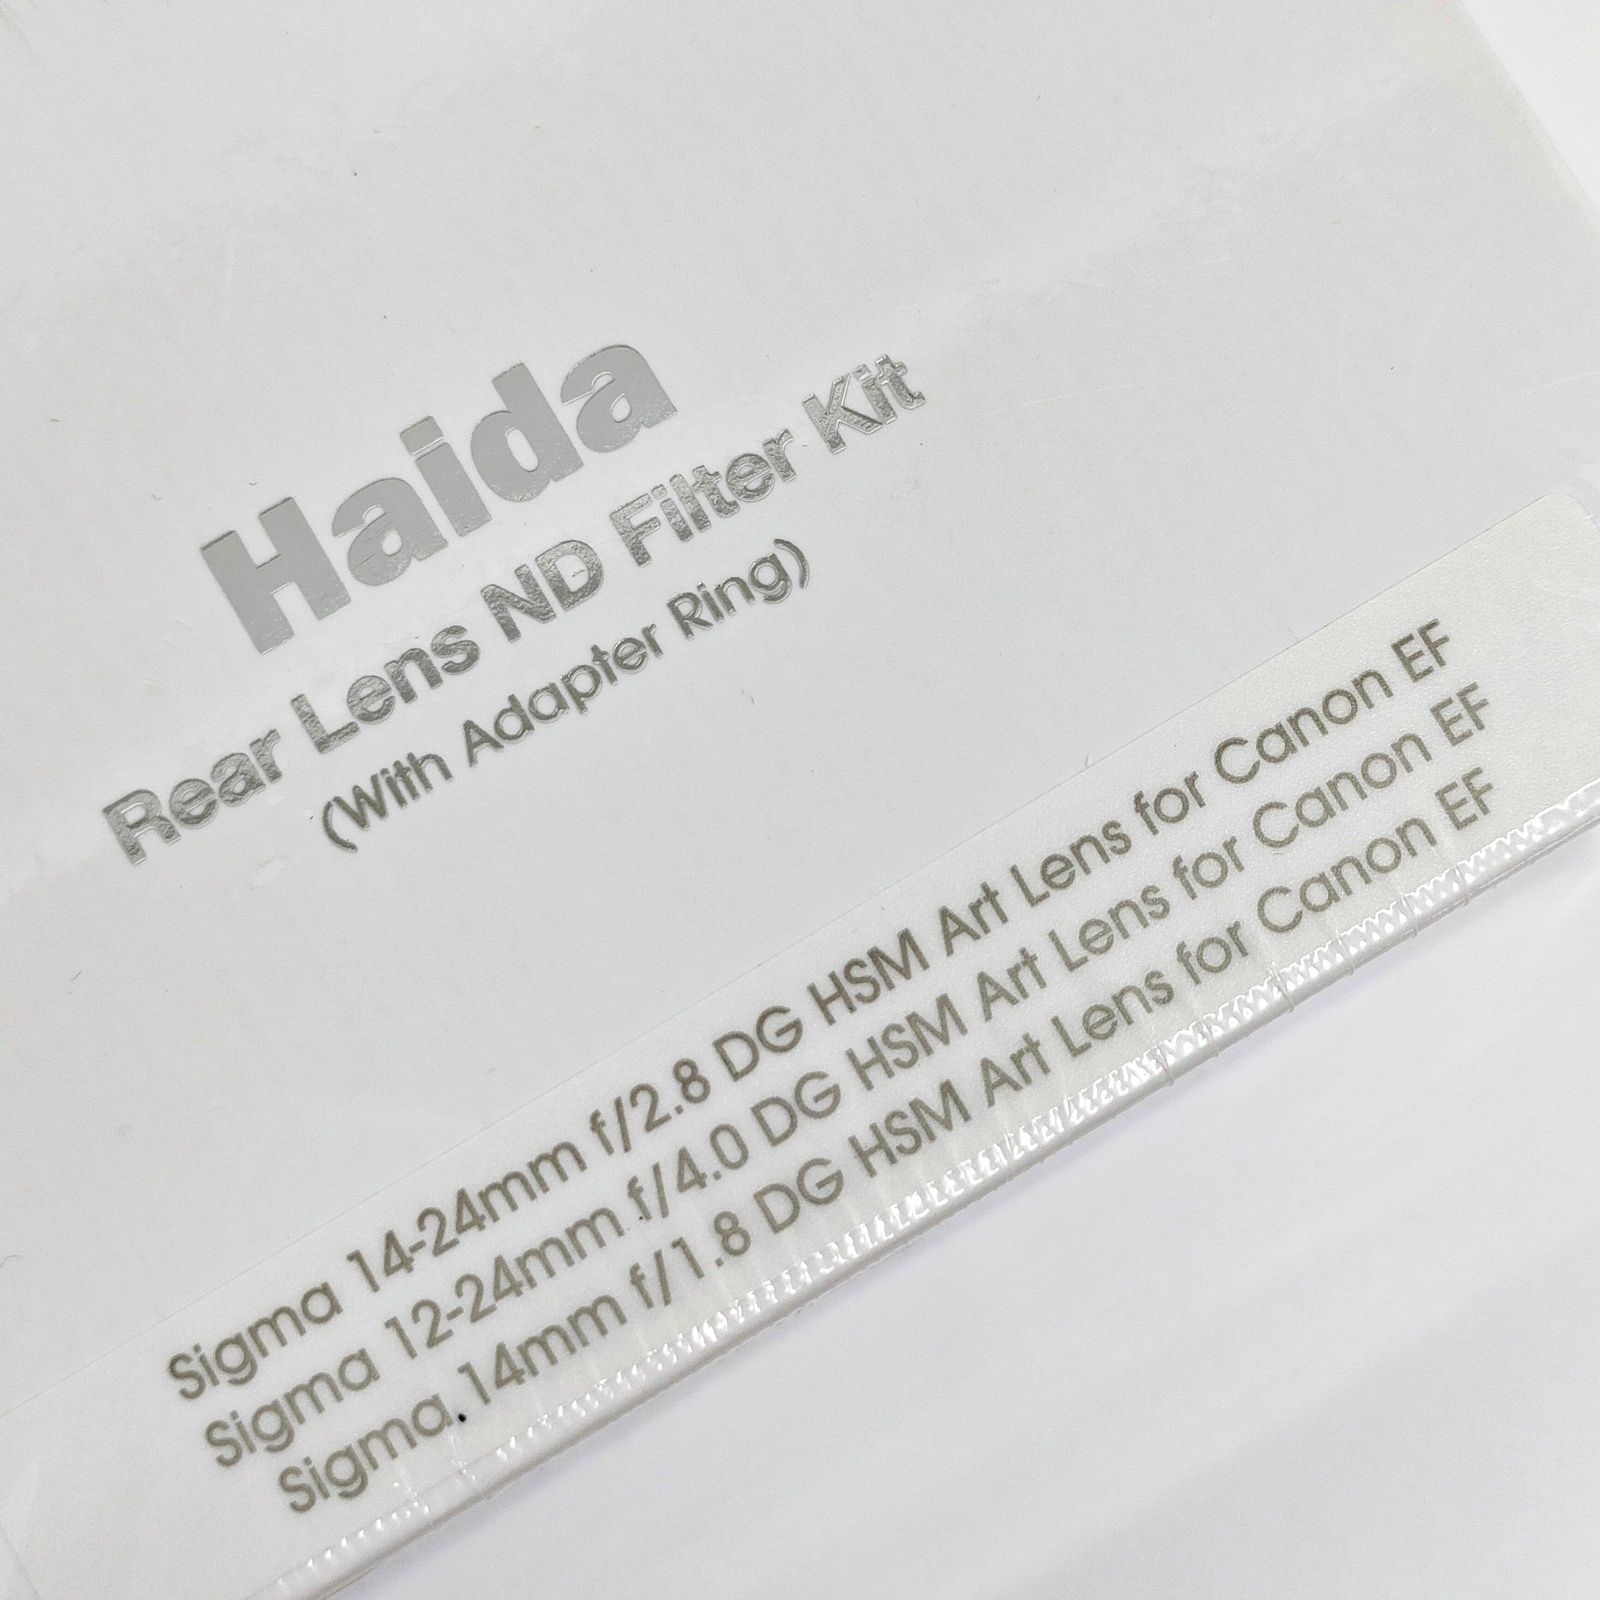 Haida
Rear Lens ND Filter Kit
(With Adapter Ring)
Sigma 14-24mm f/2.8 DG HSM Art Lens for Canon EF
Sigma 12-24mm f/4.0 DG HSM Art Lens for Canon EF
Sigma 14mm f/1.8 DG HSM Art Lens for Canon EF